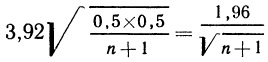 3,92√(0,5×0,5/n+1) = 1,96/√n+1